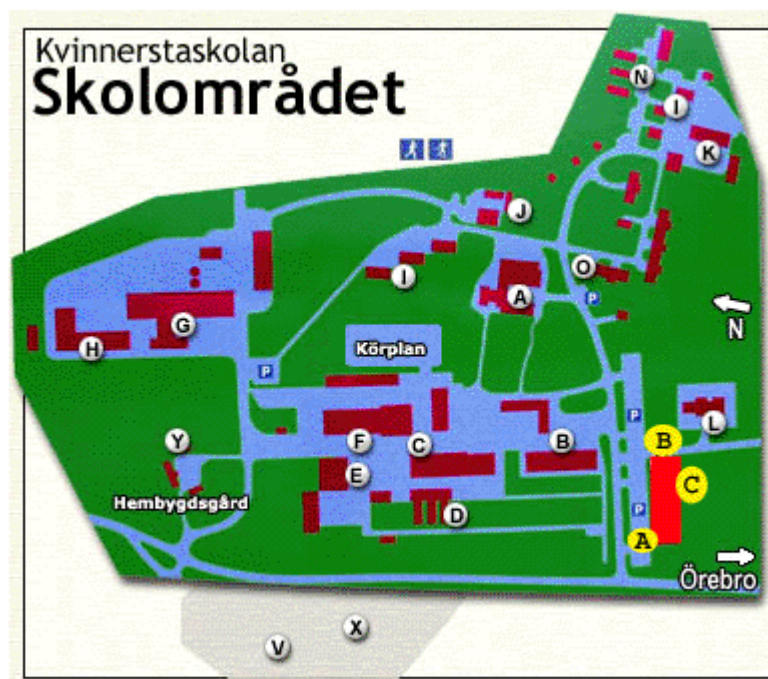 Kvinnerstaskolan
Skolområdet
N
I
K
J
O
I
A
P
N
G
H
Körplan
P
L
P
Y
F
C
B
B
E
C
Hembygdsgård
D
P
A
Örebro
X
V